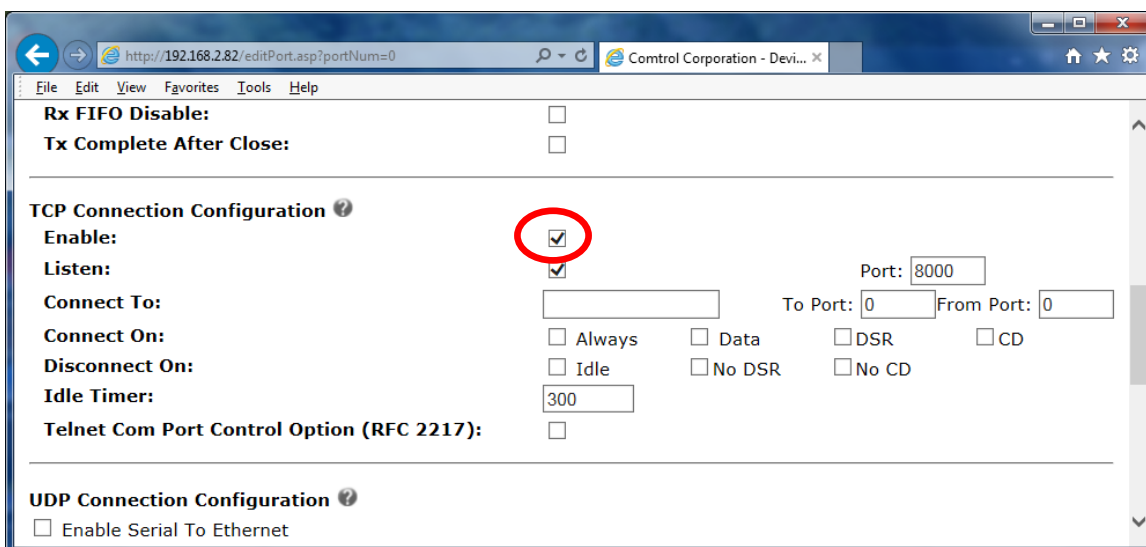 http://192.168.2.82/editPort.asp?portNum=0
Comtrol Corporation - Devi...
File Edit View Favorites Tools Help
Rx FIFO Disable:
Tx Complete After Close:
TCP Connection Configuration ?
Enable:
Listen: Port: 8000
Connect To: To Port: 0 From Port: 0
Connect On: Always Data DSR CD
Disconnect On: Idle No DSR No CD
Idle Timer: 300
Telnet Com Port Control Option (RFC 2217):
UDP Connection Configuration ?
Enable Serial To Ethernet